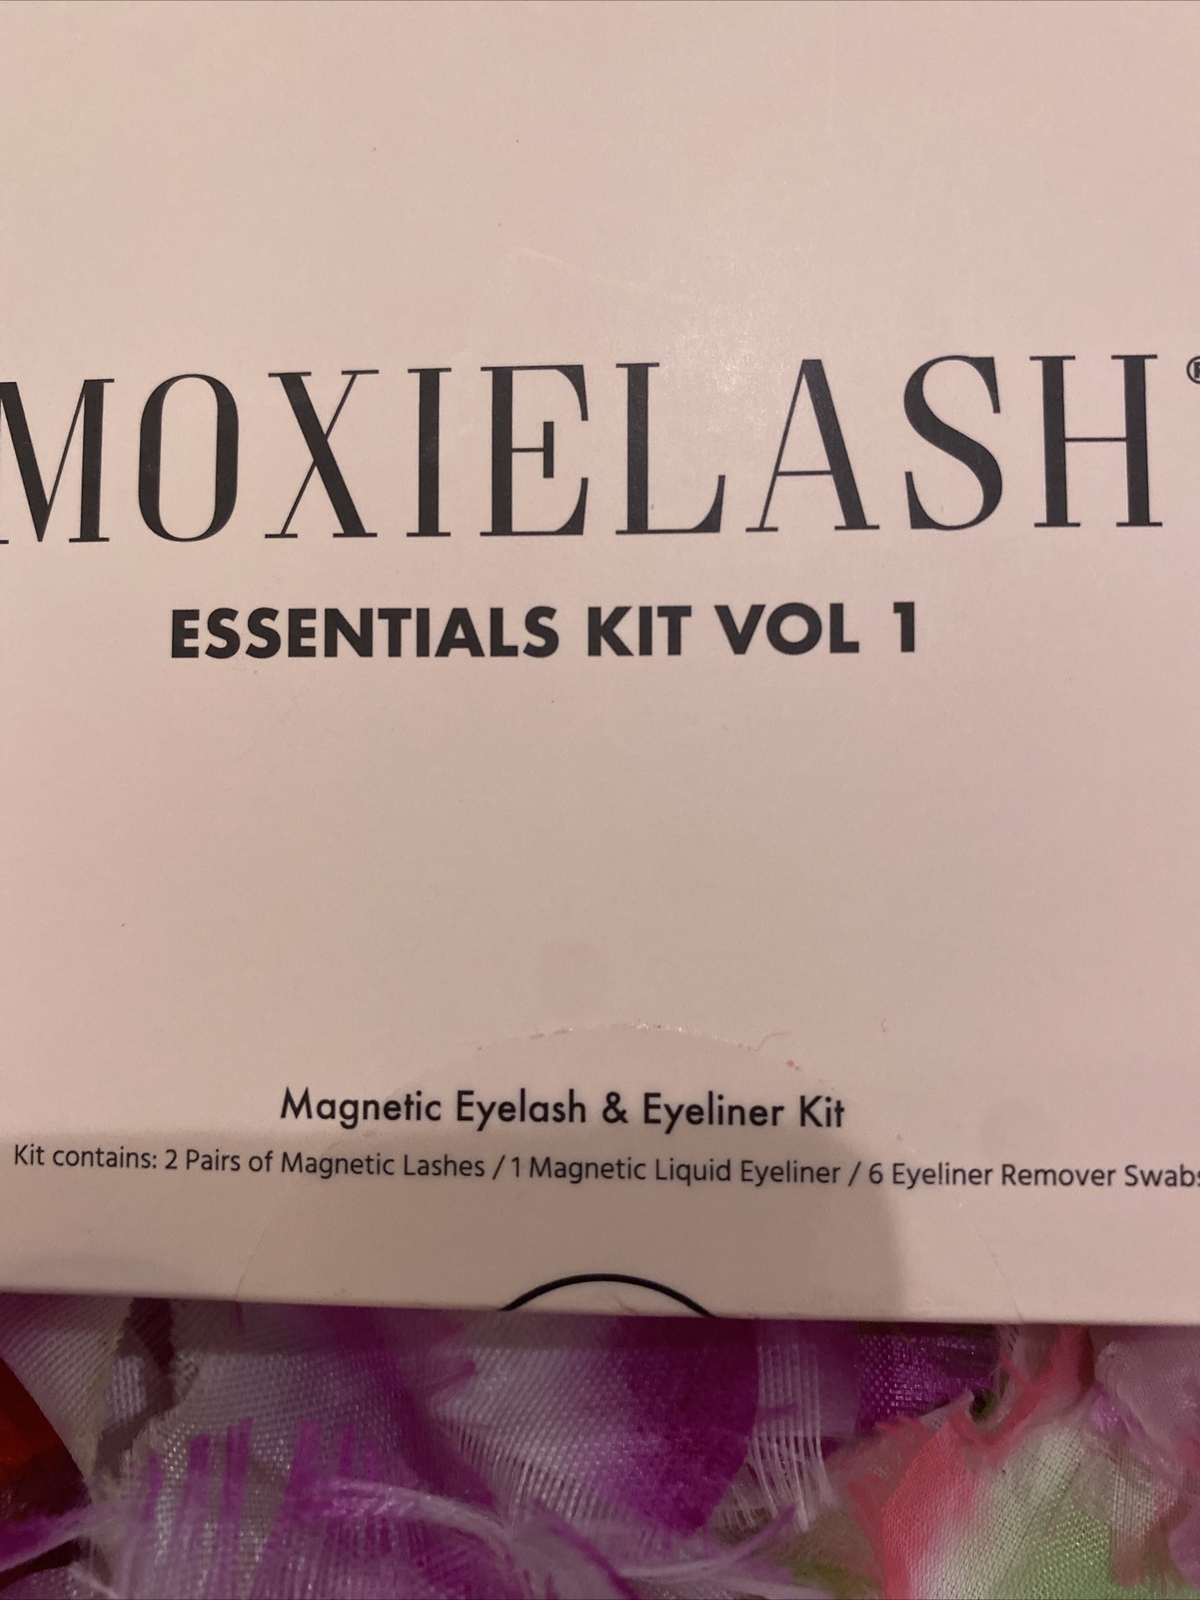 MOXIELASH®
ESSENTIALS KIT VOL 1
Magnetic Eyelash & Eyeliner Kit
Kit contains: 2 Pairs of Magnetic Lashes / 1 Magnetic Liquid Eyeliner / 6 Eyeliner Remover Swabs